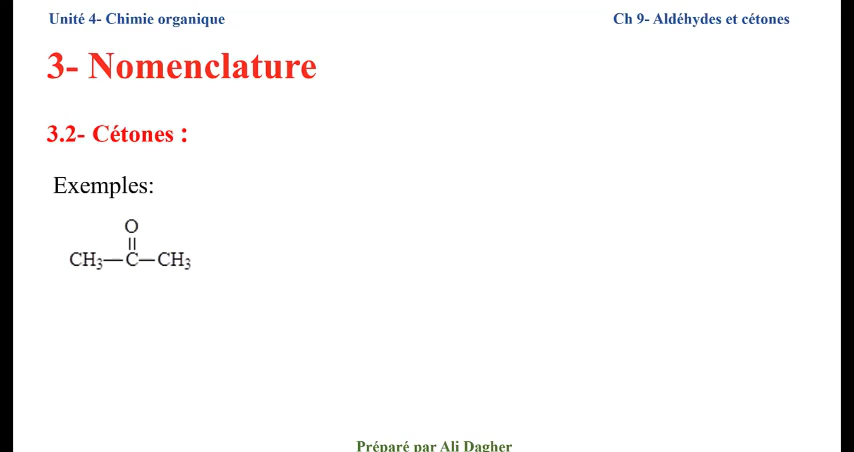 Unité 4- Chimie organique
Ch 9- Aldéhydes et cétones
3- Nomenclature
3.2- Cétones :
Exemples:
O
||
CH₃—C—CH₃
Préparé par Ali Dagher